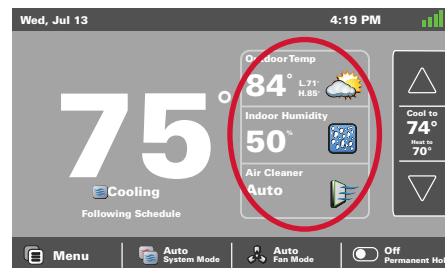 Wed, Jul 13
4:19 PM
75°
Cooling
Following Schedule
Outdoor Temp
84°
L.71°
H.85°
Indoor Humidity
50%
Air Cleaner
Auto
Cool to
74°
Heat to
70°
Menu
Auto
System Mode
Auto
Fan Mode
Off
Permanent Hol